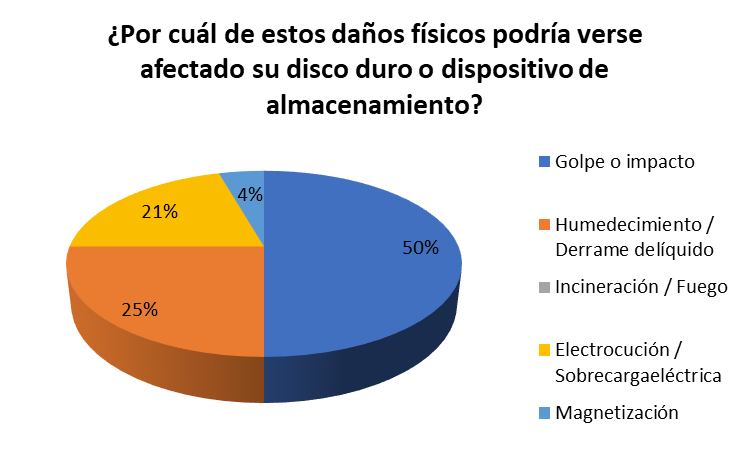 ¿Por cuál de estos daños físicos podría verse
afectado su disco duro o dispositivo de
almacenamiento?
4%
21%
50%
25%
Golpe o impacto
Humedecimiento /
Derrame delíquido
Incineración / Fuego
Electrocución /
Sobrecargaeléctrica
Magnetización